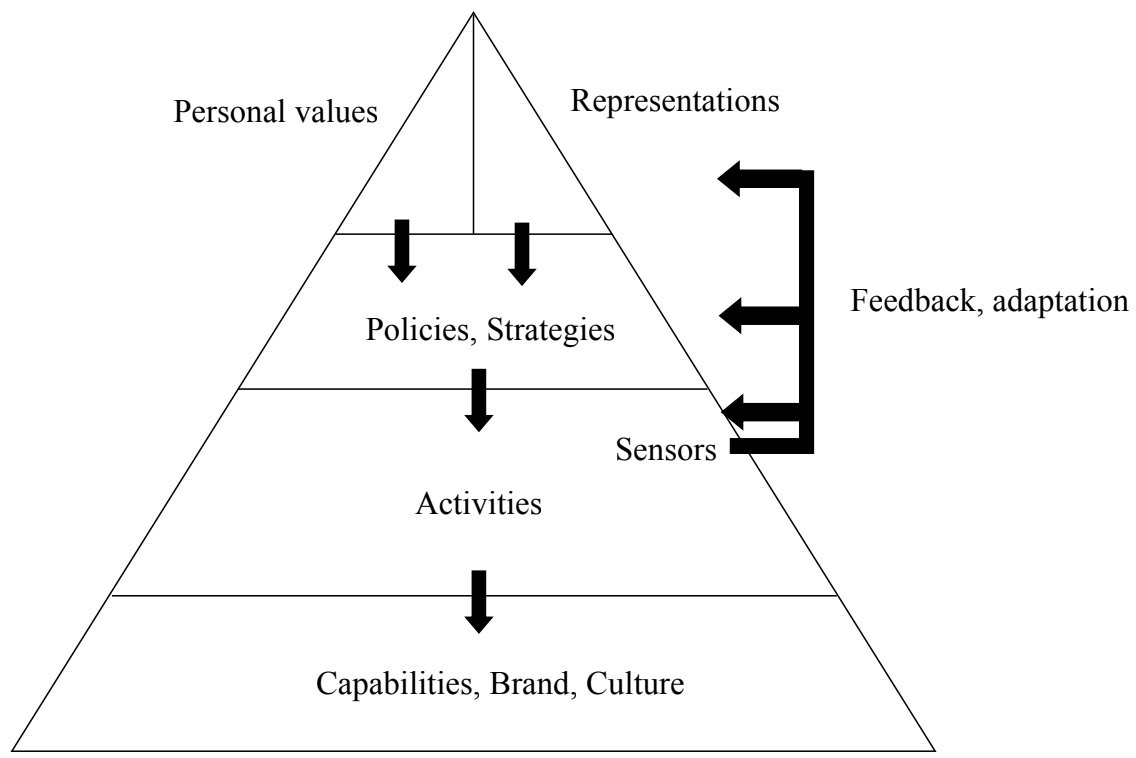 Personal values
Representations
Feedback, adaptation
Policies, Strategies
Sensors
Activities
Capabilities, Brand, Culture